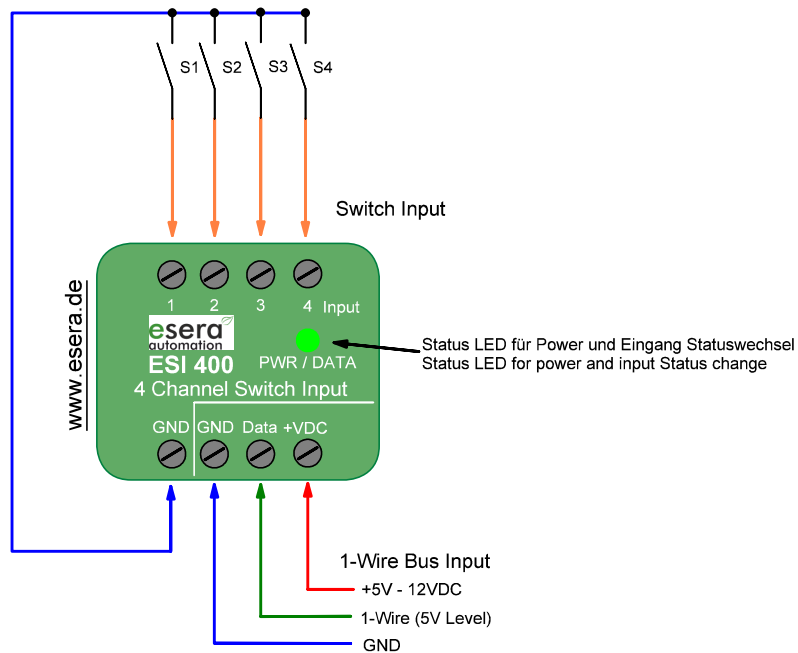 S1 S2 S3 S4
Switch Input
1 2 3 4 Input
www.esera.de
esera
automation
ESI 400
PWR / DATA
Status LED für Power und Eingang Statuswechsel
Status LED for power and input Status change
4 Channel Switch Input
GND GND Data +VDC
1-Wire Bus Input
+5V - 12VDC
1-Wire (5V Level)
GND